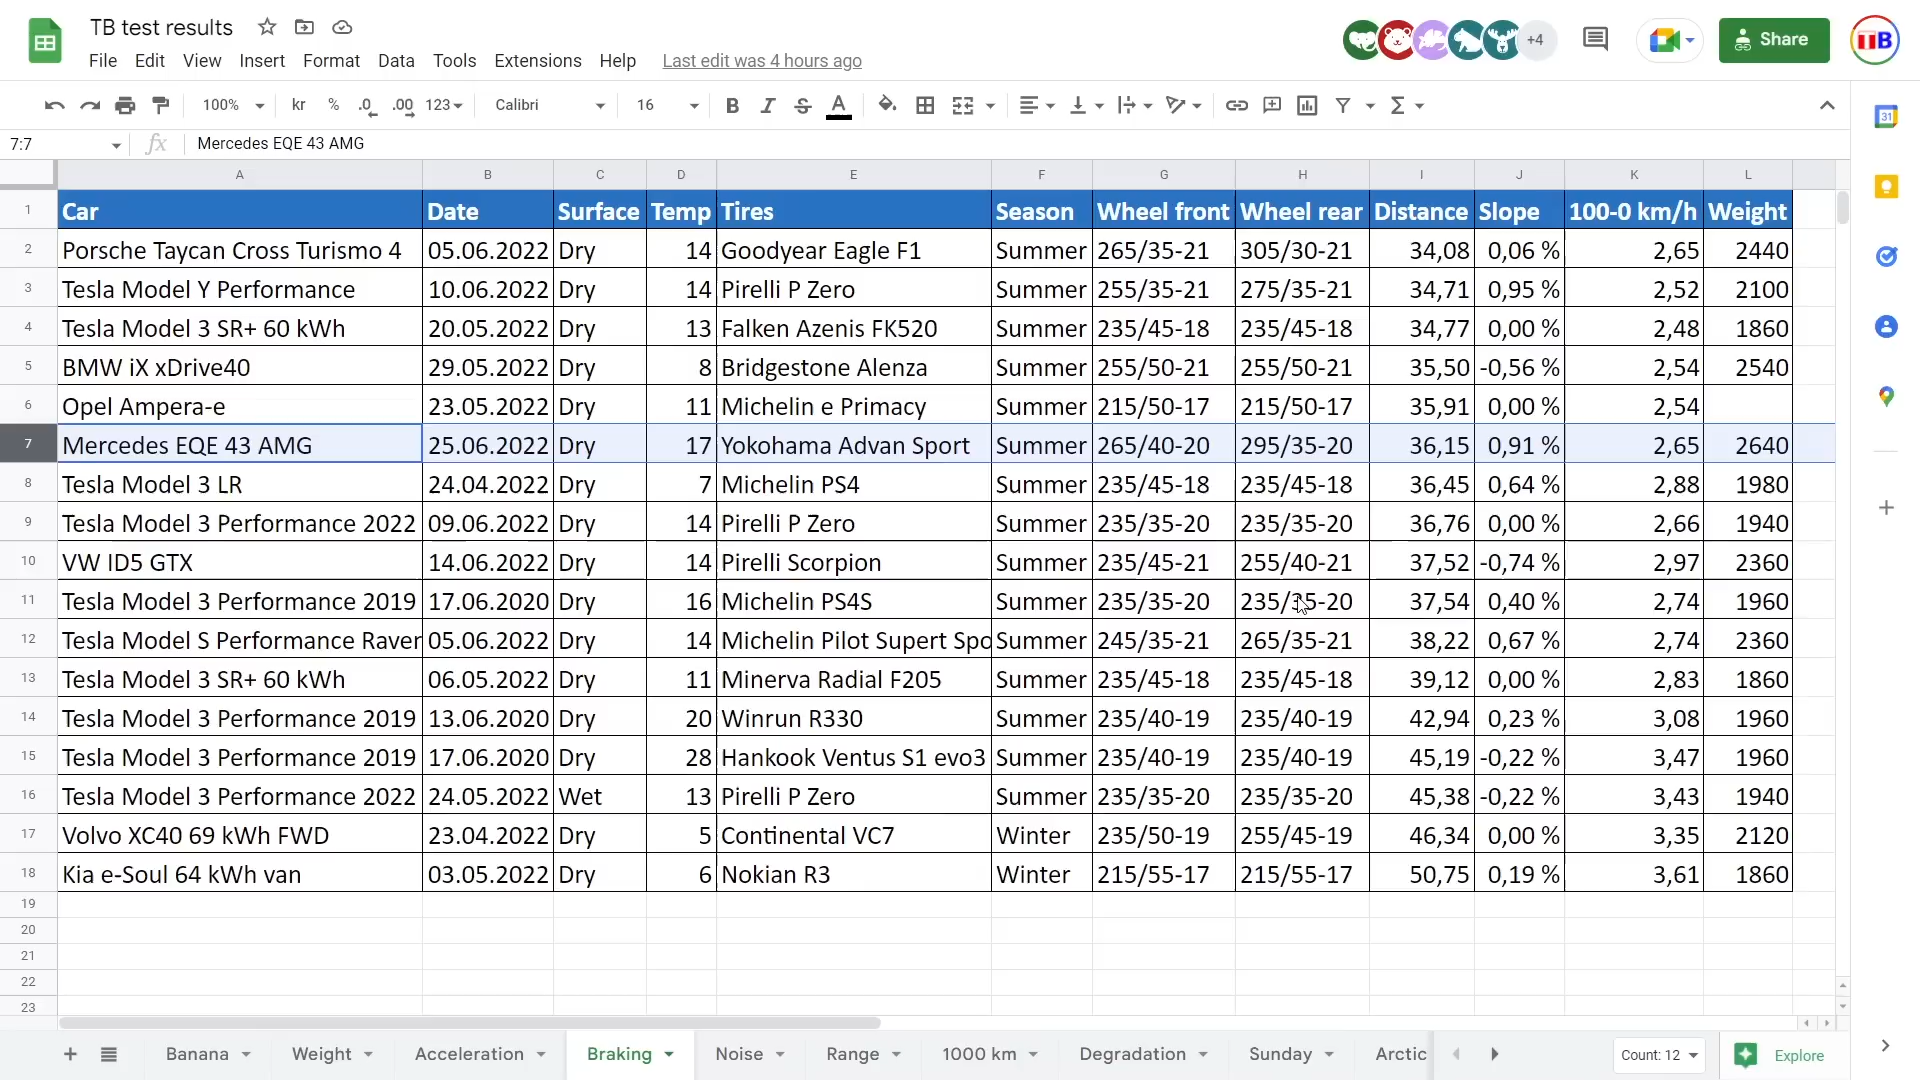 TB test results
+4
Share
TTB
File Edit View Insert Format Data Tools Extensions Help Last edit was 4 hours ago
100% kr % .0 .00 123 Calibri 16 B I S A
7:7 fx Mercedes EQE 43 AMG
A B C D E F G H I J K L
1 Car Date Surface Temp Tires Season Wheel front Wheel rear Distance Slope 100-0 km/h Weight
2 Porsche Taycan Cross Turismo 4 05.06.2022 Dry 14 Goodyear Eagle F1 Summer 265/35-21 305/30-21 34,08 0,06 % 2,65 2440
3 Tesla Model Y Performance 10.06.2022 Dry 14 Pirelli P Zero Summer 255/35-21 275/35-21 34,71 0,95 % 2,52 2100
4 Tesla Model 3 SR+ 60 kWh 20.05.2022 Dry 13 Falken Azenis FK520 Summer 235/45-18 235/45-18 34,77 0,00 % 2,48 1860
5 BMW iX xDrive40 29.05.2022 Dry 8 Bridgestone Alenza Summer 255/50-21 255/50-21 35,50 -0,56 % 2,54 2540
6 Opel Ampera-e 23.05.2022 Dry 11 Michelin e Primacy Summer 215/50-17 215/50-17 35,91 0,00 % 2,54
7 Mercedes EQE 43 AMG 25.06.2022 Dry 17 Yokohama Advan Sport Summer 265/40-20 295/35-20 36,15 0,91 % 2,65 2640
8 Tesla Model 3 LR 24.04.2022 Dry 7 Michelin PS4 Summer 235/45-18 235/45-18 36,45 0,64 % 2,88 1980
9 Tesla Model 3 Performance 2022 09.06.2022 Dry 14 Pirelli P Zero Summer 235/35-20 235/35-20 36,76 0,00 % 2,66 1940
10 VW ID5 GTX 14.06.2022 Dry 14 Pirelli Scorpion Summer 235/45-21 255/40-21 37,52 -0,74 % 2,97 2360
11 Tesla Model 3 Performance 2019 17.06.2020 Dry 16 Michelin PS4S Summer 235/35-20 235/35-20 37,54 0,40 % 2,74 1960
12 Tesla Model S Performance Raver 05.06.2022 Dry 14 Michelin Pilot Supert Spo Summer 245/35-21 265/35-21 38,22 0,67 % 2,74 2360
13 Tesla Model 3 SR+ 60 kWh 06.05.2022 Dry 11 Minerva Radial F205 Summer 235/45-18 235/45-18 39,12 0,00 % 2,83 1860
14 Tesla Model 3 Performance 2019 13.06.2020 Dry 20 Winrun R330 Summer 235/40-19 235/40-19 42,94 0,23 % 3,08 1960
15 Tesla Model 3 Performance 2019 17.06.2020 Dry 28 Hankook Ventus S1 evo3 Summer 235/40-19 235/40-19 45,19 -0,22 % 3,47 1960
16 Tesla Model 3 Performance 2022 24.05.2022 Wet 13 Pirelli P Zero Summer 235/35-20 235/35-20 45,38 -0,22 % 3,43 1940
17 Volvo XC40 69 kWh FWD 23.04.2022 Dry 5 Continental VC7 Winter 235/50-19 255/45-19 46,34 0,00 % 3,35 2120
18 Kia e-Soul 64 kWh van 03.05.2022 Dry 6 Nokian R3 Winter 215/55-17 215/55-17 50,75 0,19 % 3,61 1860
19
20
21
22
23
Banana Weight Acceleration Braking Noise Range 1000 km Degradation Sunday Arctic Count: 12 Explore
31